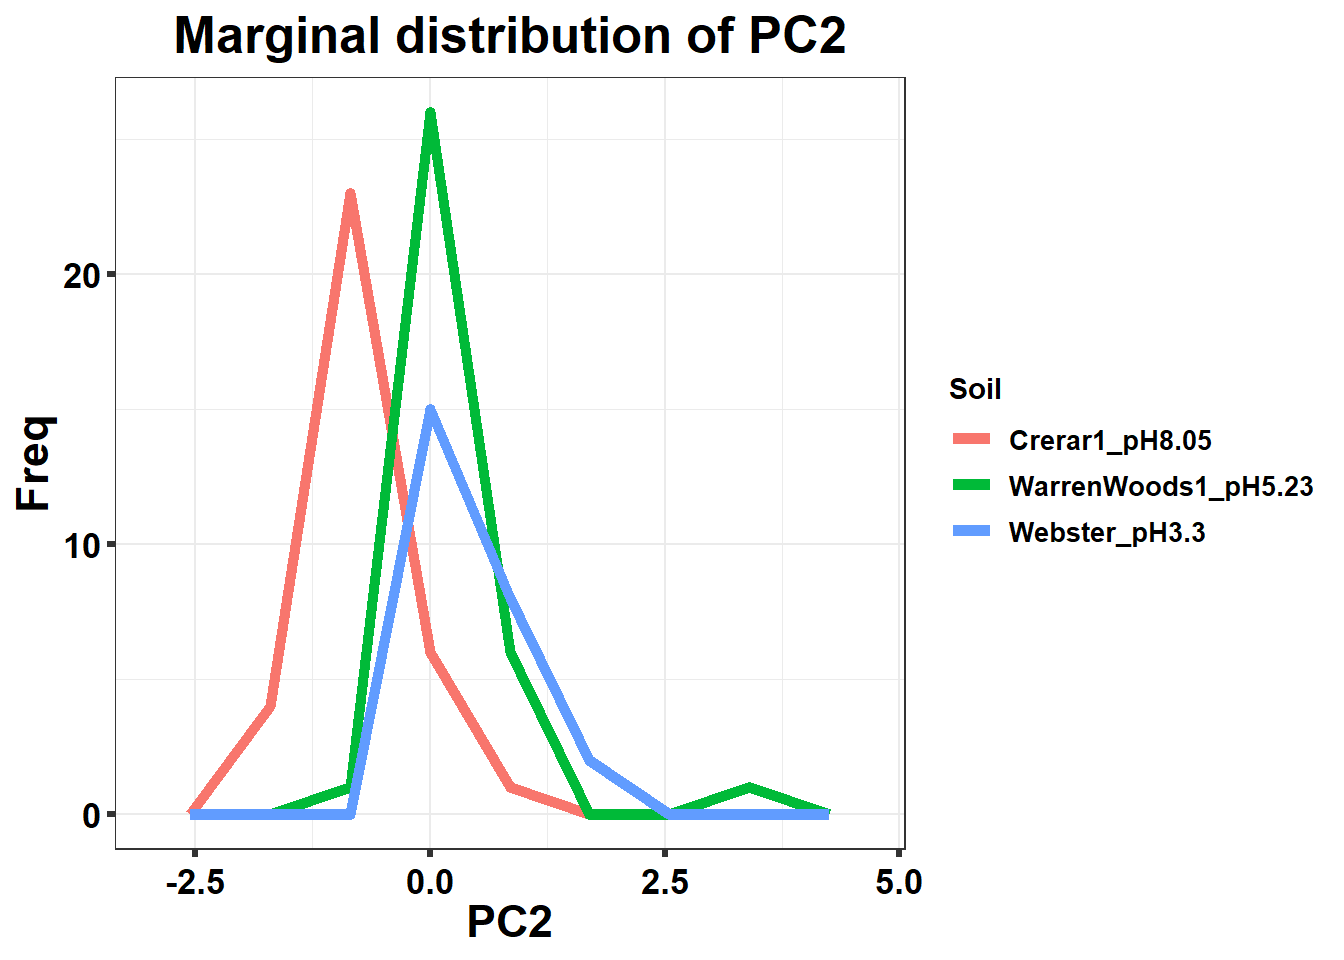 Marginal distribution of PC2
Freq
20
10
0
-2.5 0.0 2.5 5.0
PC2
Soil
Crerar1_pH8.05
WarrenWoods1_pH5.23
Webster_pH3.3